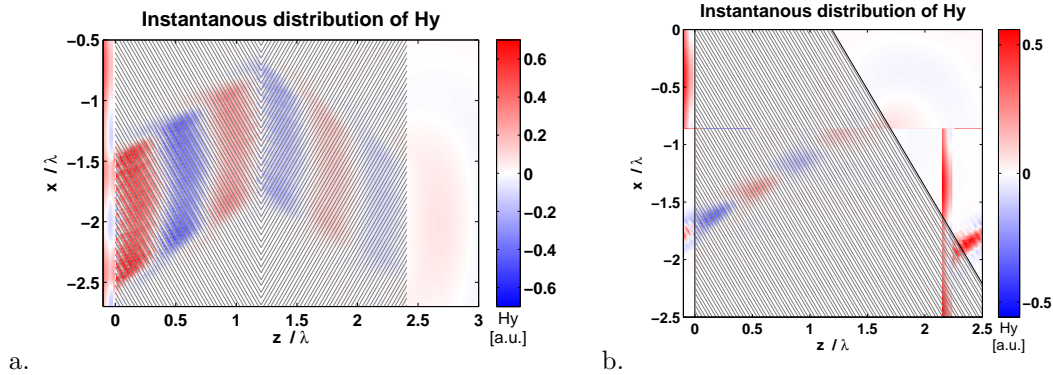 Instantanous distribution of Hy
−0.5
−1
−1.5
−2
−2.5
x / λ
0
0.5
1
1.5
2
2.5
3
z / λ
0.6
0.4
0.2
0
−0.2
−0.4
−0.6
Hy
[a.u.]
a.
Instantanous distribution of Hy
0
−0.5
−1
−1.5
−2
−2.5
x / λ
0
0.5
1
1.5
2
2.5
z / λ
0.5
0
−0.5
Hy
[a.u.]
b.